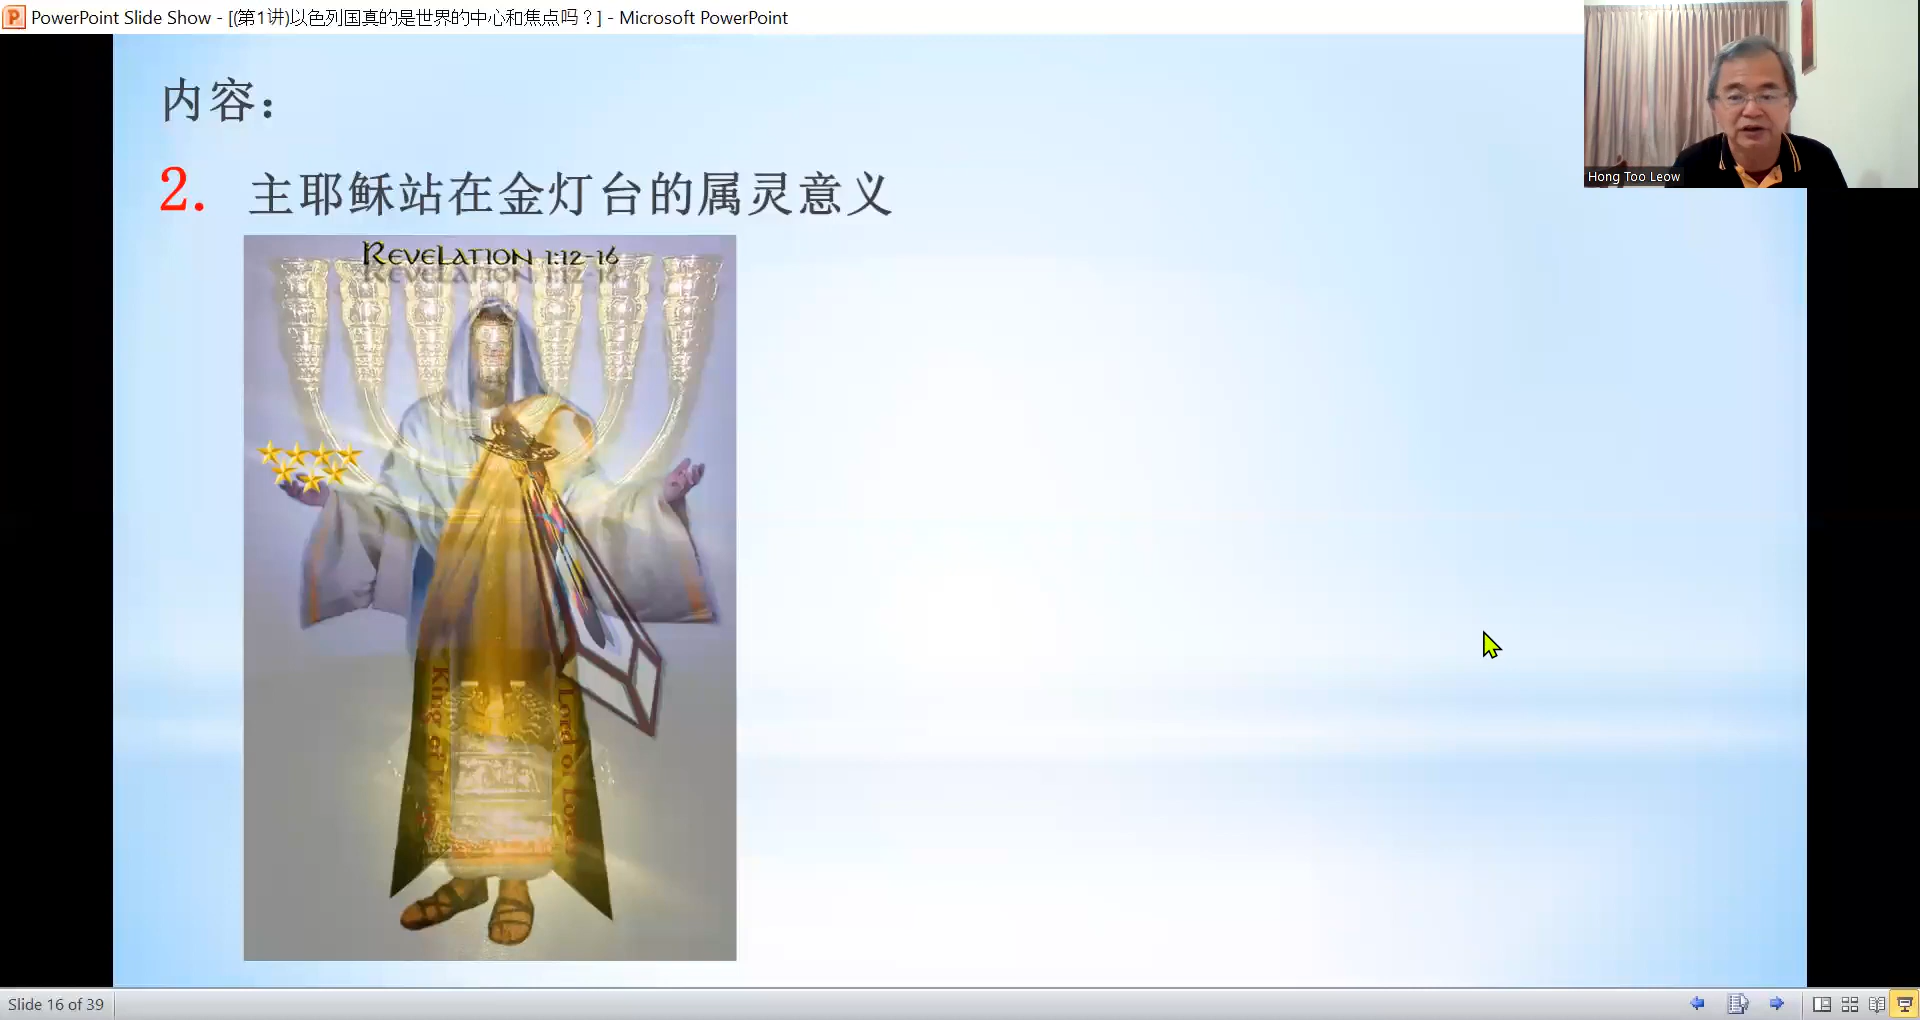 PowerPoint Slide Show - [(第1讲)以色列国真的是世界的中心和焦点吗？] - Microsoft PowerPoint
Hong Too Leow
内容：
2. 主耶稣站在金灯台的属灵意义
REVELATION 1:12-16
King of
Lord of Lords
Slide 16 of 39